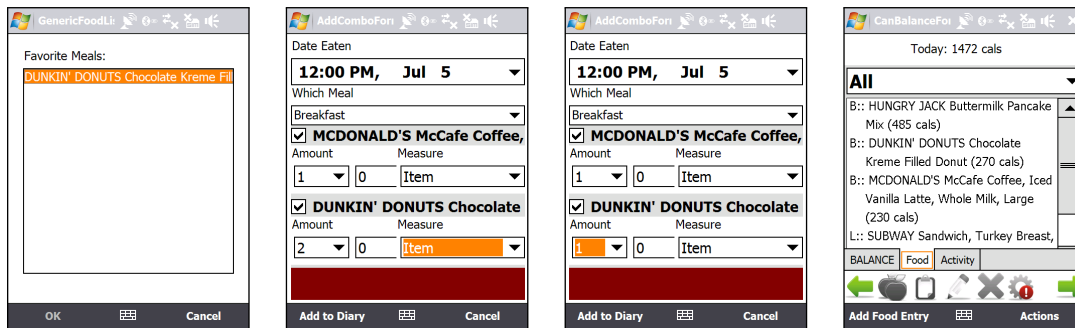 GenericFoodLi
Favorite Meals:
DUNKIN' DONUTS Chocolate Kreme Fill
OK
Cancel
AddComboFor
Date Eaten
12:00 PM, Jul 5
Which Meal
Breakfast
MCDONALD'S McCafe Coffee,
Amount Measure
1 0 Item
DUNKIN' DONUTS Chocolate
Amount Measure
2 0 Item
Add to Diary
Cancel
AddComboFor
Date Eaten
12:00 PM, Jul 5
Which Meal
Breakfast
MCDONALD'S McCafe Coffee,
Amount Measure
1 0 Item
DUNKIN' DONUTS Chocolate
Amount Measure
1 0 Item
Add to Diary
Cancel
CanBalanceFor
Today: 1472 cals
All
B:: HUNGRY JACK Buttermilk Pancake
Mix (485 cals)
B:: DUNKIN' DONUTS Chocolate
Kreme Filled Donut (270 cals)
B:: MCDONALD'S McCafe Coffee, Iced
Vanilla Latte, Whole Milk, Large
(230 cals)
L:: SUBWAY Sandwich, Turkey Breast,
BALANCE Food Activity
Add Food Entry
Actions